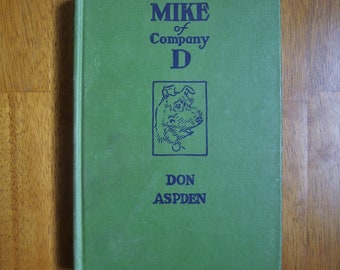 MIKE
of
Company
D
DON
ASPDEN